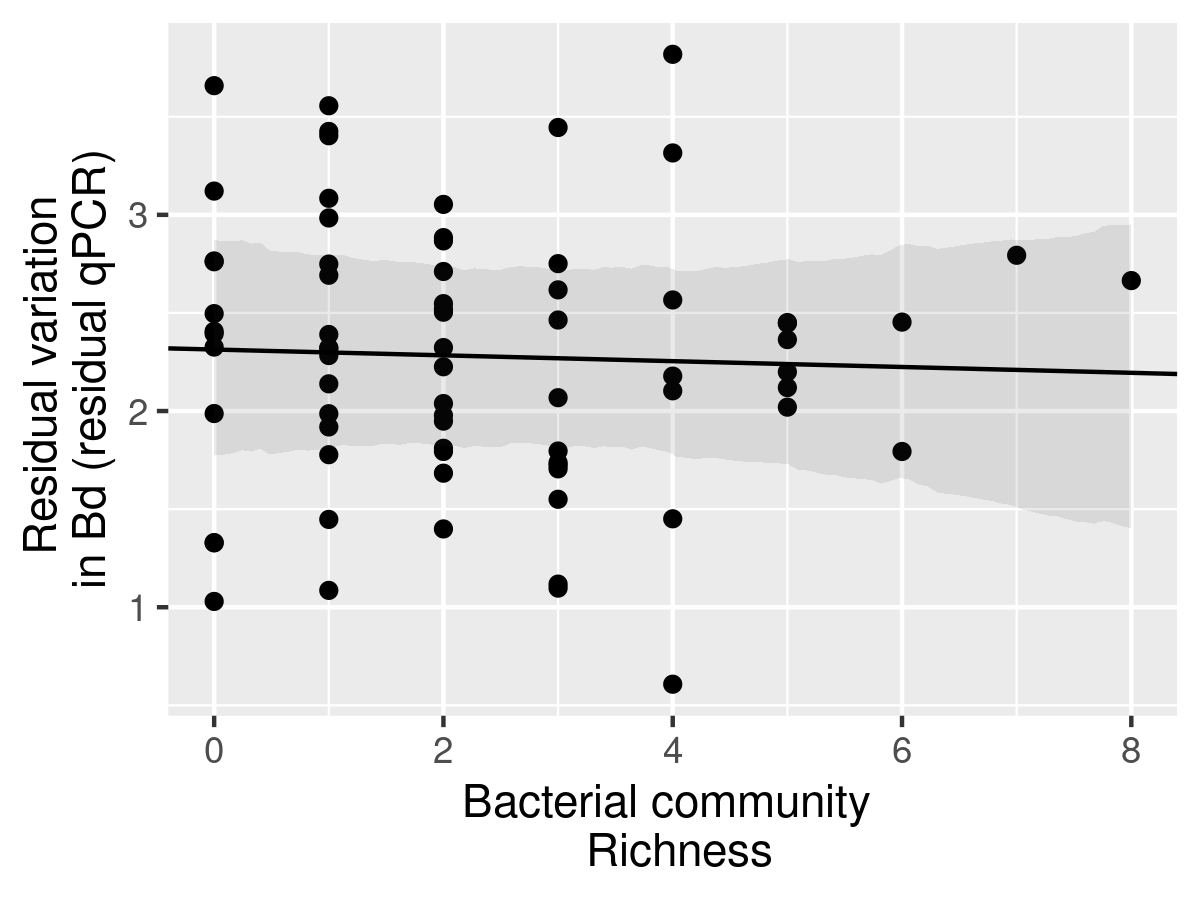 Residual variation
in Bd (residual qPCR)
3
2
1
0 2 4 6 8
Bacterial community
Richness